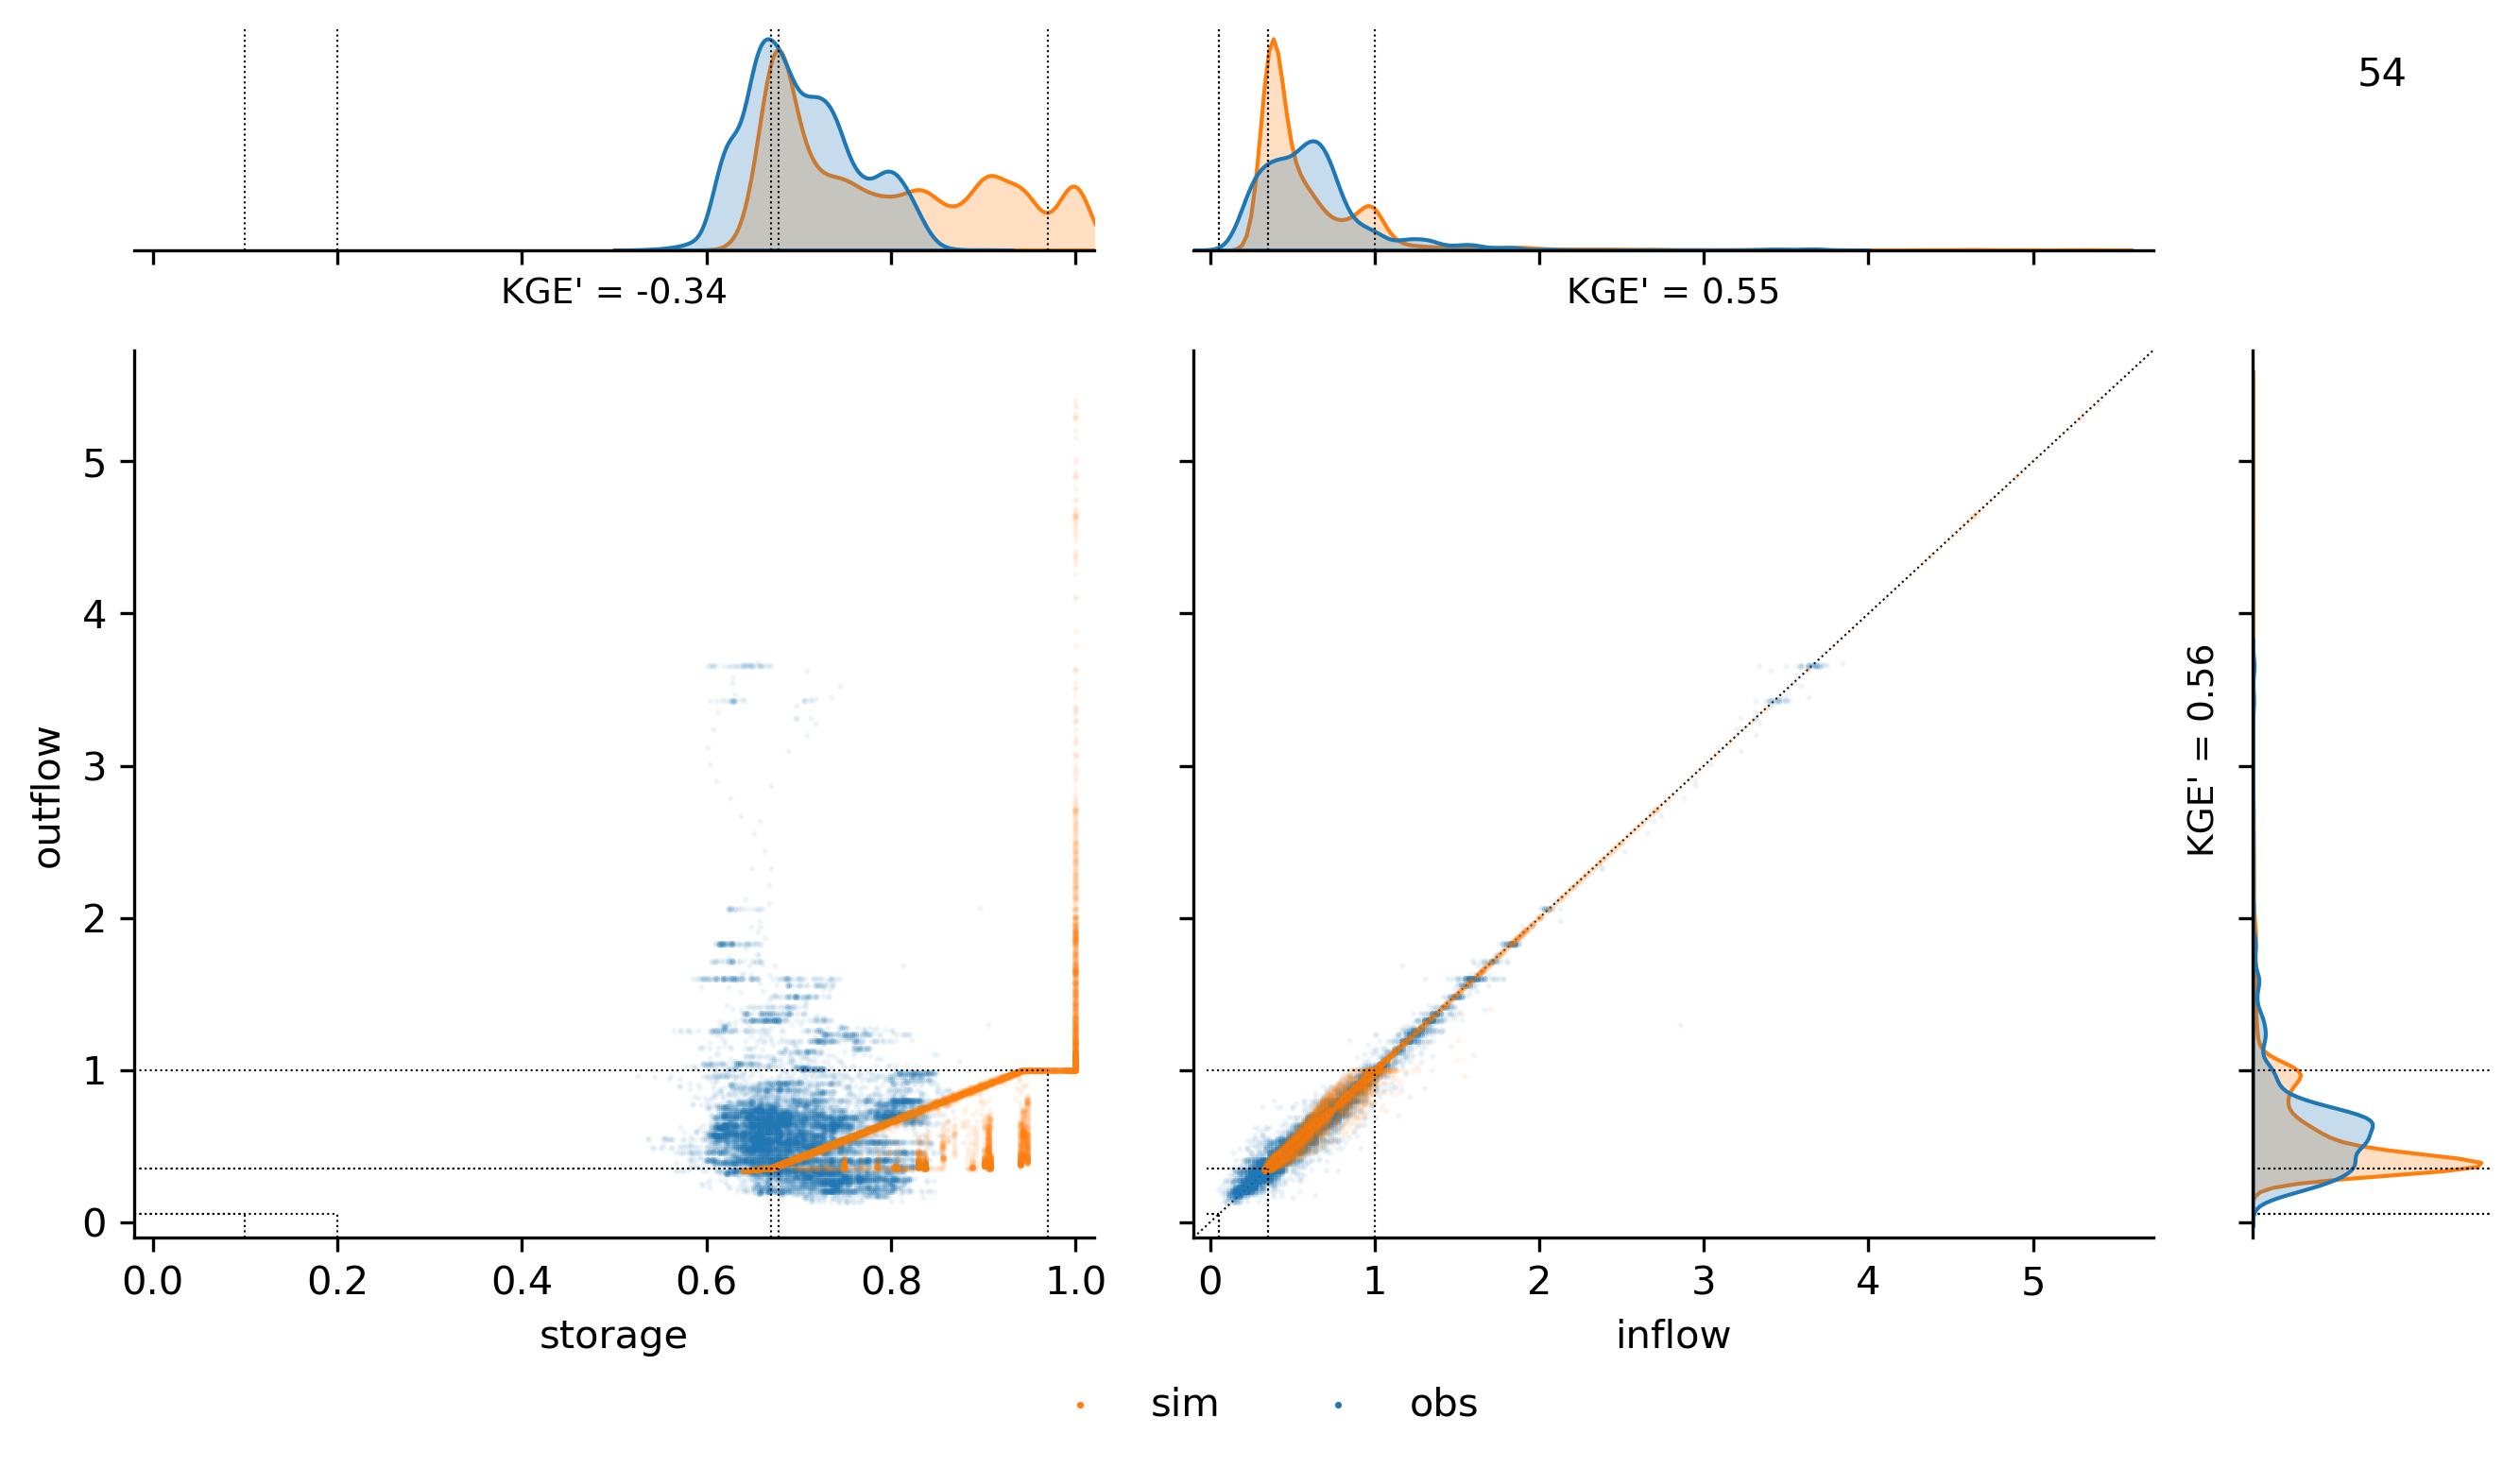 54
KGE' = -0.34
KGE' = 0.55
outflow
5
4
3
2
1
0
KGE' = 0.56
0.0 0.2 0.4 0.6 0.8 1.0
0 1 2 3 4 5
storage
inflow
sim obs